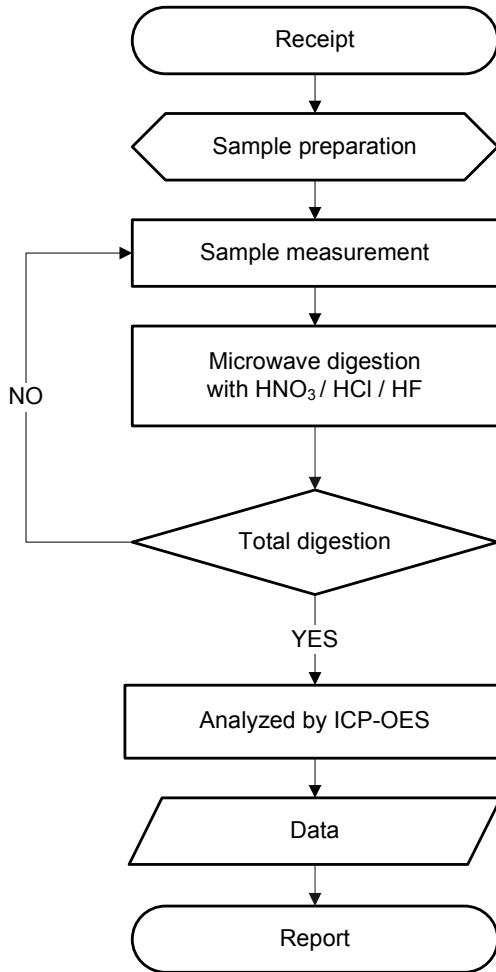 Receipt
Sample preparation
Sample measurement
Microwave digestion
with HNO₃ / HCl / HF
NO
Total digestion
YES
Analyzed by ICP-OES
Data
Report